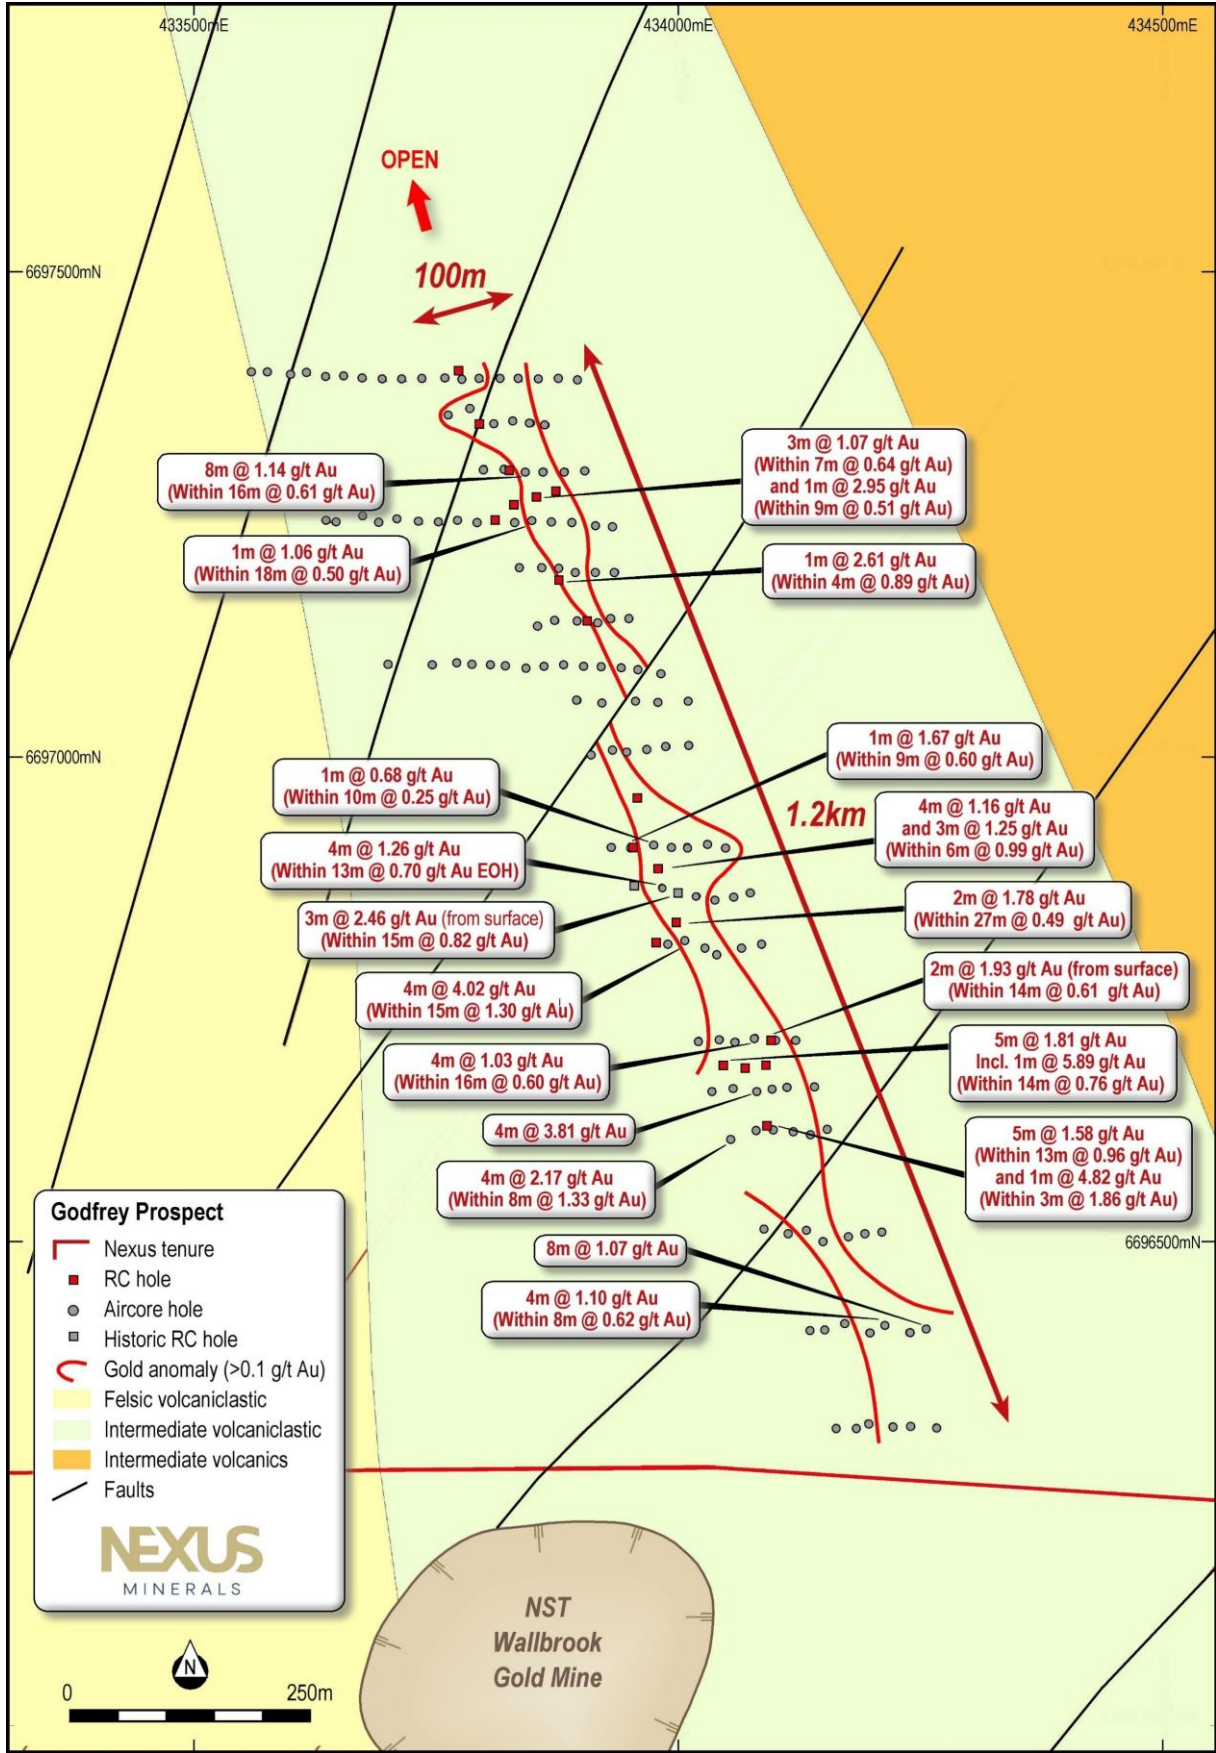 433500mE
434000mE
434500mE
OPEN
6697500mN
100m
3m @ 1.07 g/t Au
(Within 7m @ 0.64 g/t Au)
and 1m @ 2.95 g/t Au
(Within 9m @ 0.51 g/t Au)
8m @ 1.14 g/t Au
(Within 16m @ 0.61 g/t Au)
1m @ 1.06 g/t Au
(Within 18m @ 0.50 g/t Au)
1m @ 2.61 g/t Au
(Within 4m @ 0.89 g/t Au)
6697000mN
1m @ 1.67 g/t Au
(Within 9m @ 0.60 g/t Au)
1m @ 0.68 g/t Au
(Within 10m @ 0.25 g/t Au)
1.2km
4m @ 1.16 g/t Au
and 3m @ 1.25 g/t Au
(Within 6m @ 0.99 g/t Au)
4m @ 1.26 g/t Au
(Within 13m @ 0.70 g/t Au EOH)
2m @ 1.78 g/t Au
(Within 27m @ 0.49 g/t Au)
3m @ 2.46 g/t Au (from surface)
(Within 15m @ 0.82 g/t Au)
2m @ 1.93 g/t Au (from surface)
(Within 14m @ 0.61 g/t Au)
4m @ 4.02 g/t Au
(Within 15m @ 1.30 g/t Au)
5m @ 1.81 g/t Au
Incl. 1m @ 5.89 g/t Au
(Within 14m @ 0.76 g/t Au)
4m @ 1.03 g/t Au
(Within 16m @ 0.60 g/t Au)
4m @ 3.81 g/t Au
5m @ 1.58 g/t Au
(Within 13m @ 0.96 g/t Au)
and 1m @ 4.82 g/t Au
(Within 3m @ 1.86 g/t Au)
4m @ 2.17 g/t Au
(Within 8m @ 1.33 g/t Au)
6696500mN
8m @ 1.07 g/t Au
4m @ 1.10 g/t Au
(Within 8m @ 0.62 g/t Au)
Godfrey Prospect
Nexus tenure
RC hole
Aircore hole
Historic RC hole
Gold anomaly (>0.1 g/t Au)
Felsic volcaniclastic
Intermediate volcaniclastic
Intermediate volcanics
Faults
NEXUS
MINERALS
NST
Wallbrook
Gold Mine
N
0
250m